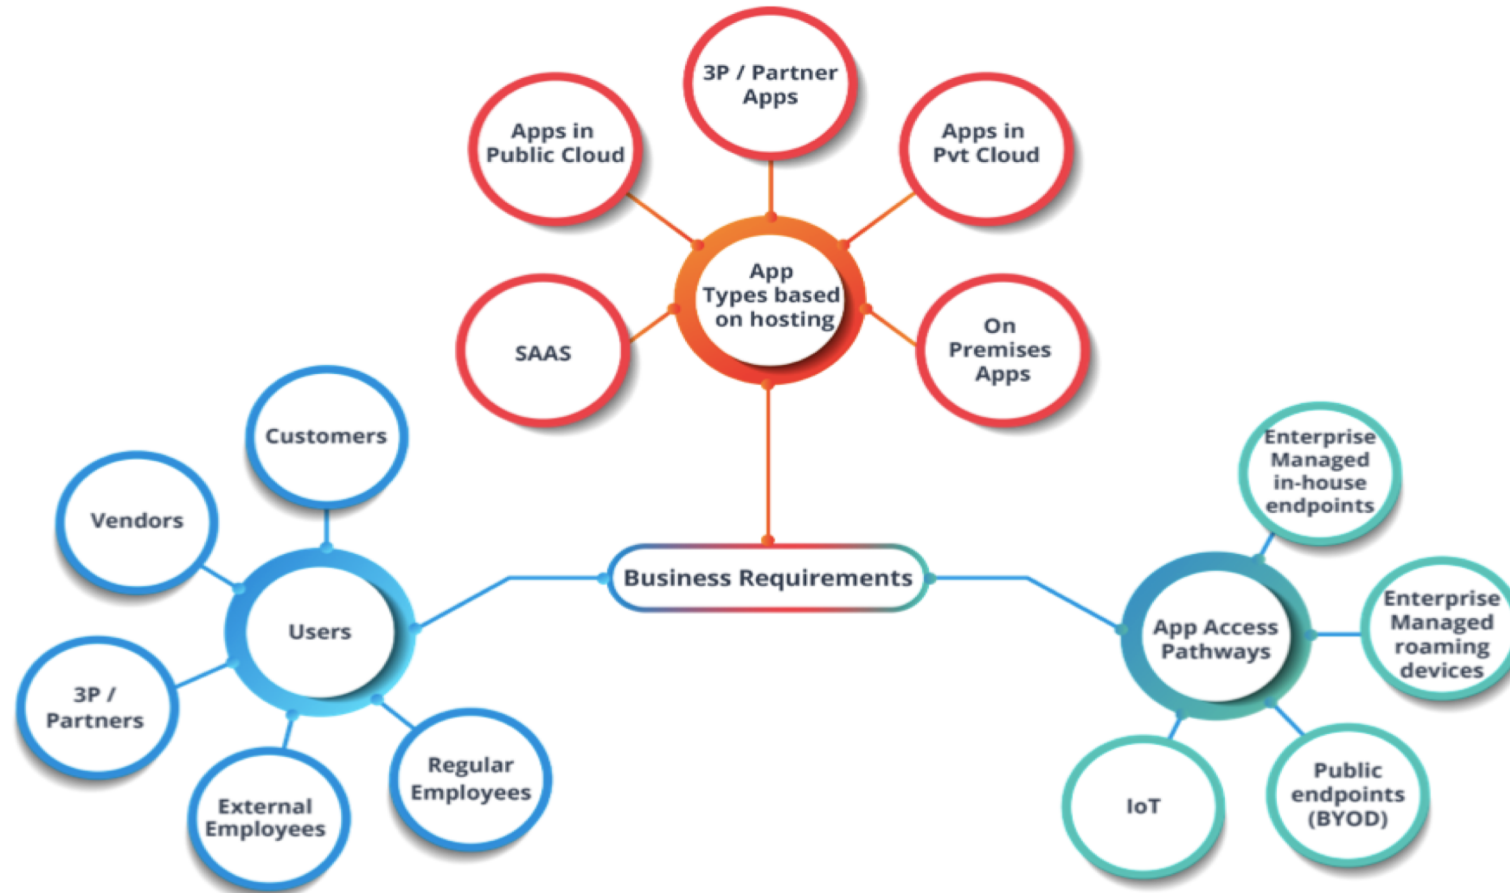 3P / Partner
Apps
Apps in
Public Cloud
Apps in
Pvt Cloud
App
Types based
on hosting
SAAS
On
Premises
Apps
Customers
Vendors
Users
3P /
Partners
External
Employees
Regular
Employees
Business Requirements
App Access
Pathways
Enterprise
Managed
in-house
endpoints
Enterprise
Managed
roaming
devices
Public
endpoints
(BYOD)
IoT